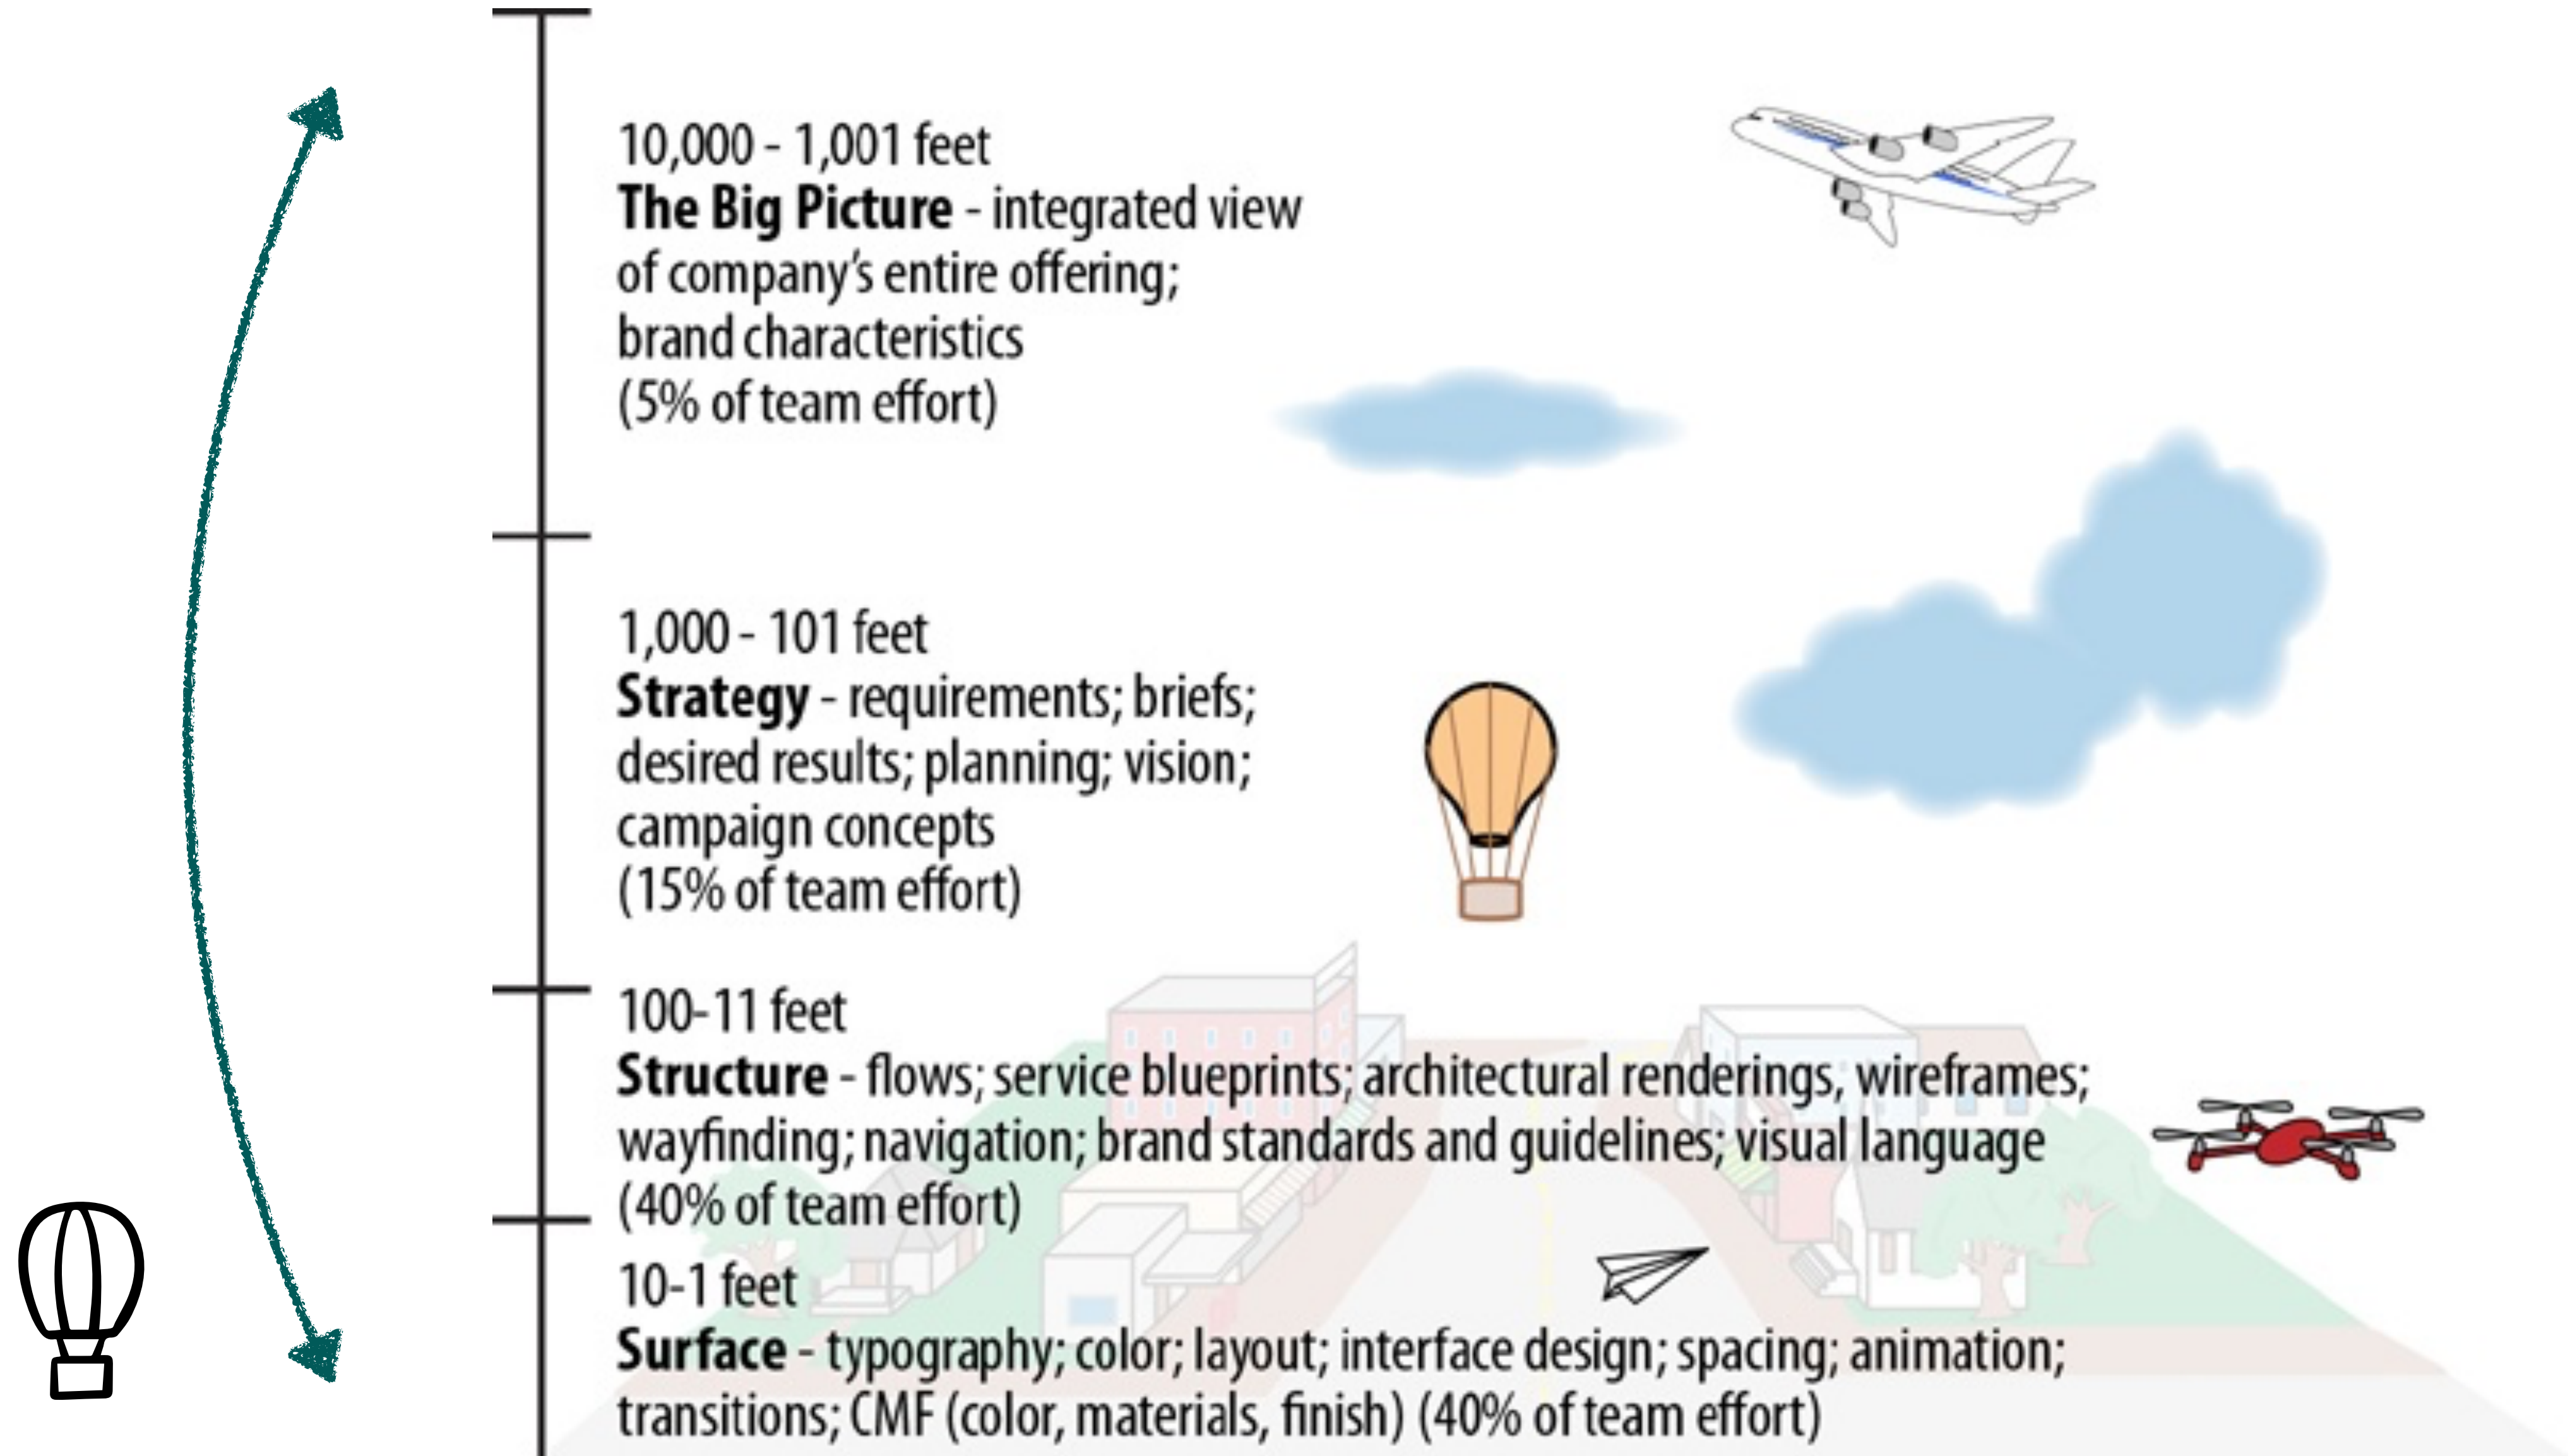 10,000 - 1,001 feet
The Big Picture - integrated view
of company's entire offering;
brand characteristics
(5% of team effort)
1,000 - 101 feet
Strategy - requirements; briefs;
desired results; planning; vision;
campaign concepts
(15% of team effort)
100-11 feet
Structure - flows; service blueprints; architectural renderings, wireframes;
wayfinding; navigation; brand standards and guidelines; visual language
(40% of team effort)
10-1 feet
Surface - typography; color; layout; interface design; spacing; animation;
transitions; CMF (color, materials, finish) (40% of team effort)